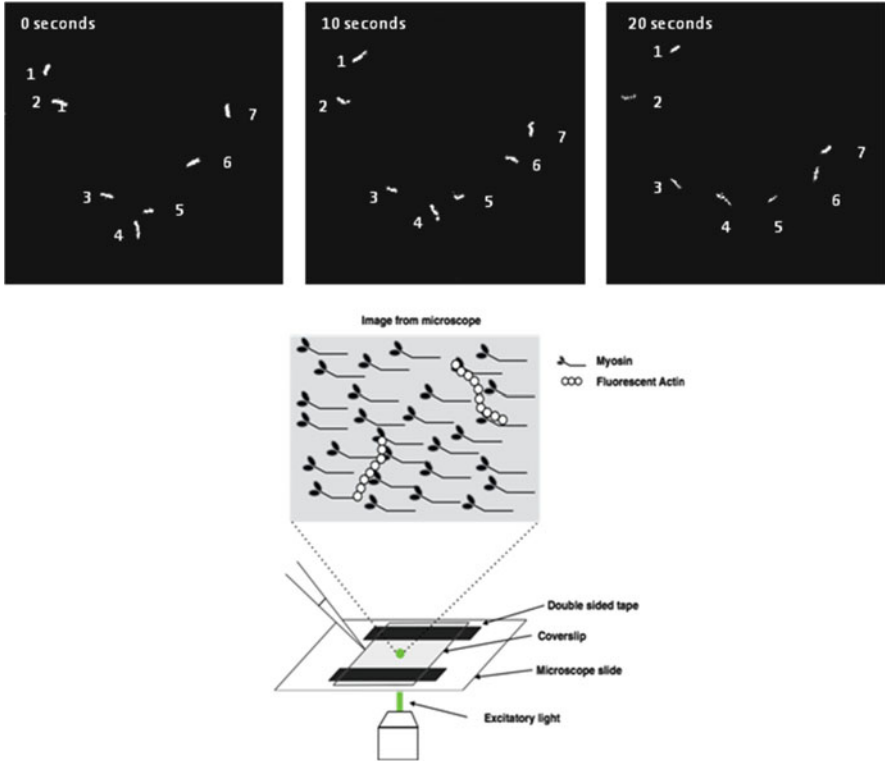 0 seconds
1
2
1
3
4
5
6
7
10 seconds
1
2
3
4
5
6
7
20 seconds
1
2
3
4
5
6
7
Image from microscope
Myosin
Fluorescent Actin
Double sided tape
Coverslip
Microscope slide
Excitatory light